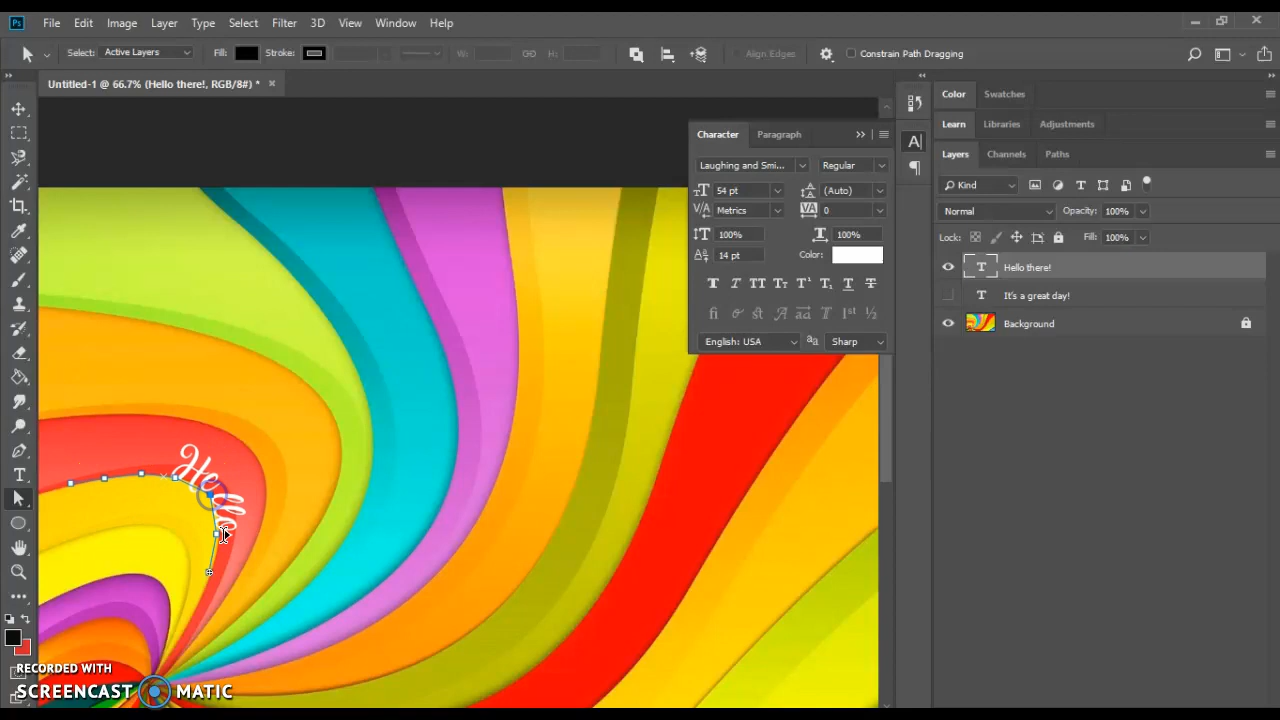 Ps File Edit Image Layer Type Select Filter 3D View Window Help
Select: Active Layers Fill: Stroke: W: H: Align Edges Constrain Path Dragging
Untitled-1 @ 66.7% (Hello there!, RGB/8#) * ×
Color Swatches
Learn Libraries Adjustments
Layers Channels Paths
Kind
Normal Opacity: 100%
Lock: Fill: 100%
Hello there!
It's a great day!
Background
Character Paragraph
Laughing and Smi... Regular
54 pt (Auto)
Metrics 0
100% 100%
14 pt Color:
English: USA Sharp
Hello
RECORDED WITH
SCREENCAST MATIC